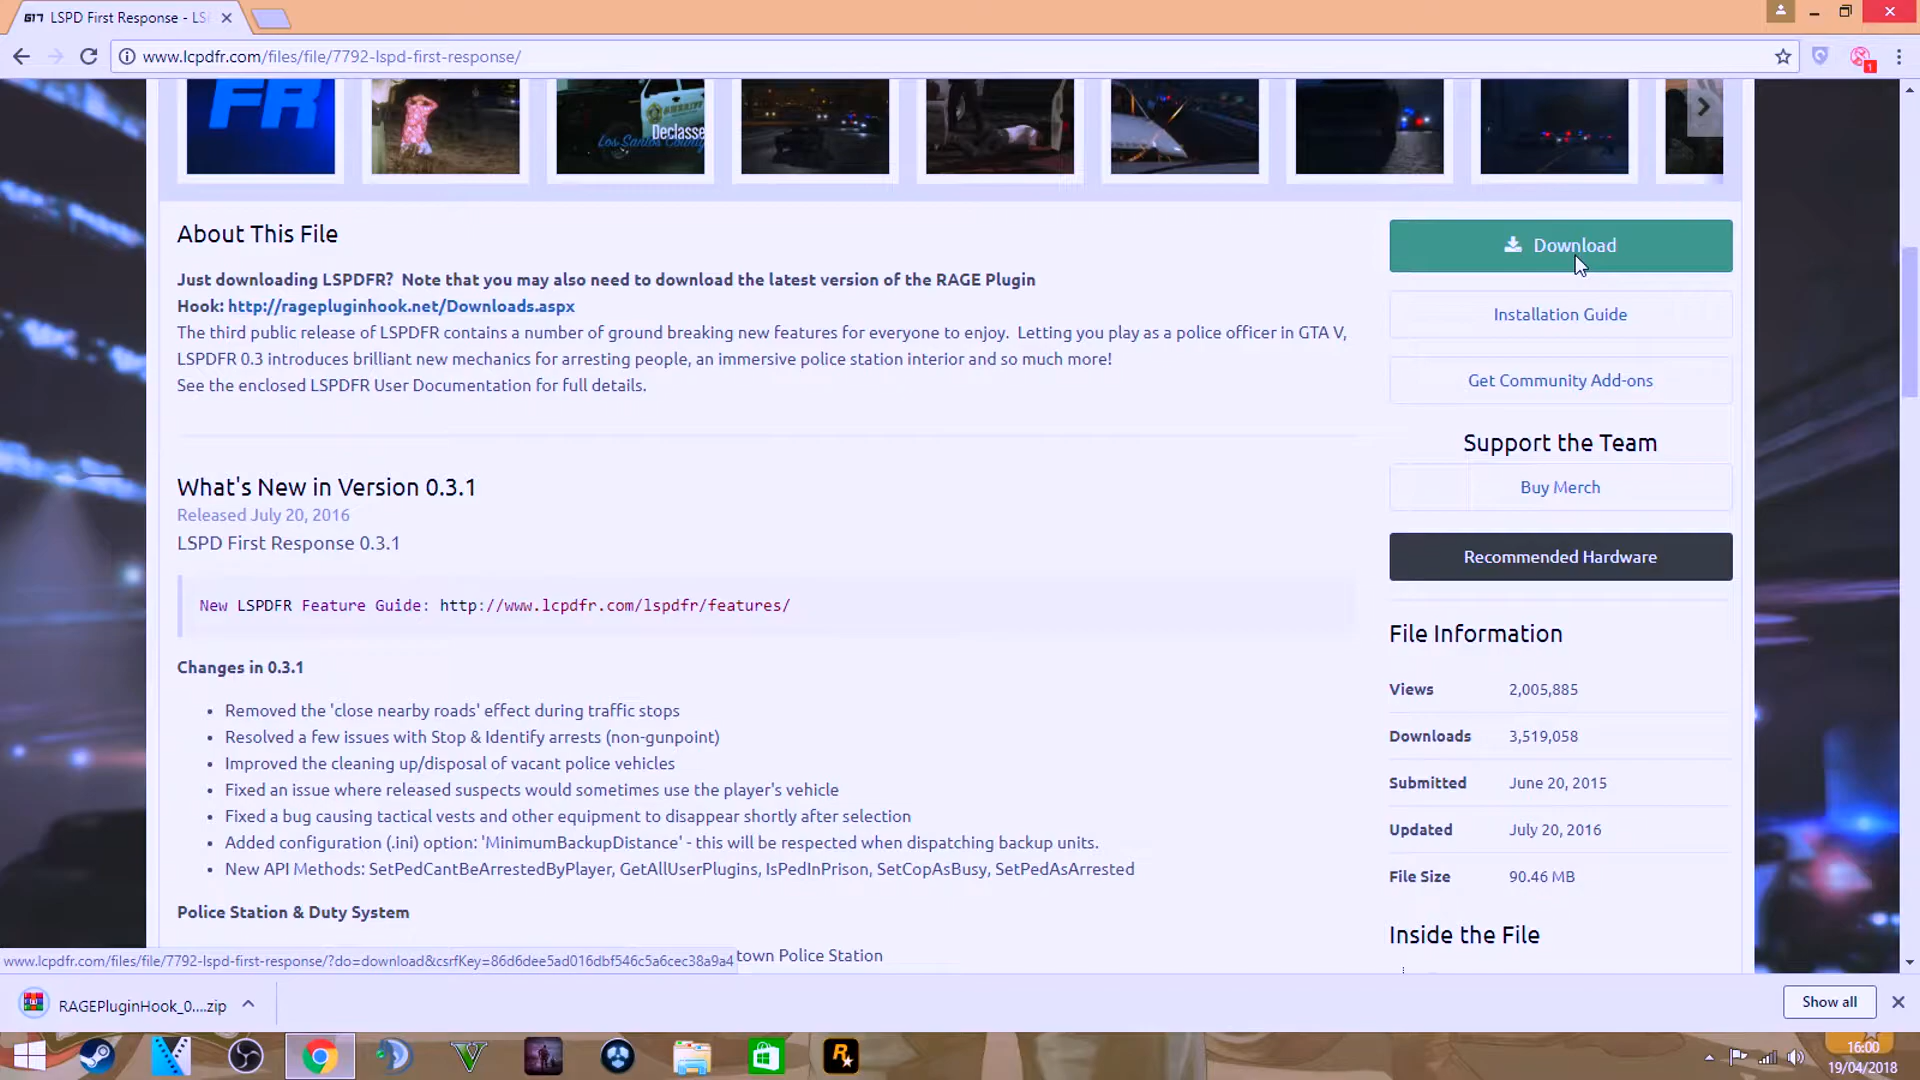 G17 LSPD First Response - LS
www.lcpdfr.com/files/file/7792-lspd-first-response/
1
FR
SHERIFF
Declasse
Los Santos County
About This File
Download
Just downloading LSPDFR? Note that you may also need to download the latest version of the RAGE Plugin
Hook: http://ragepluginhook.net/Downloads.aspx
Installation Guide
The third public release of LSPDFR contains a number of ground breaking new features for everyone to enjoy. Letting you play as a police officer in GTA V,
LSPDFR 0.3 introduces brilliant new mechanics for arresting people, an immersive police station interior and so much more!
See the enclosed LSPDFR User Documentation for full details.
Get Community Add-ons
Support the Team
What's New in Version 0.3.1
Buy Merch
Released July 20, 2016
LSPD First Response 0.3.1
Recommended Hardware
New LSPDFR Feature Guide: http://www.lcpdfr.com/lspdfr/features/
File Information
Changes in 0.3.1
Views 2,005,885
Removed the 'close nearby roads' effect during traffic stops
Resolved a few issues with Stop & Identify arrests (non-gunpoint)
Downloads 3,519,058
Improved the cleaning up/disposal of vacant police vehicles
Submitted June 20, 2015
Fixed an issue where released suspects would sometimes use the player's vehicle
Fixed a bug causing tactical vests and other equipment to disappear shortly after selection
Updated July 20, 2016
Added configuration (.ini) option: 'MinimumBackupDistance' - this will be respected when dispatching backup units.
New API Methods: SetPedCantBeArrestedByPlayer, GetAllUserPlugins, IsPedInPrison, SetCopAsBusy, SetPedAsArrested
File Size 90.46 MB
Police Station & Duty System
Inside the File
town Police Station
www.lcpdfr.com/files/file/7792-lspd-first-response/?do=download&csrfKey=86d6dee5ad016dbf546c5a6cec38a9a4
RAGEPluginHook_0....zip
Show all
16:00
19/04/2018